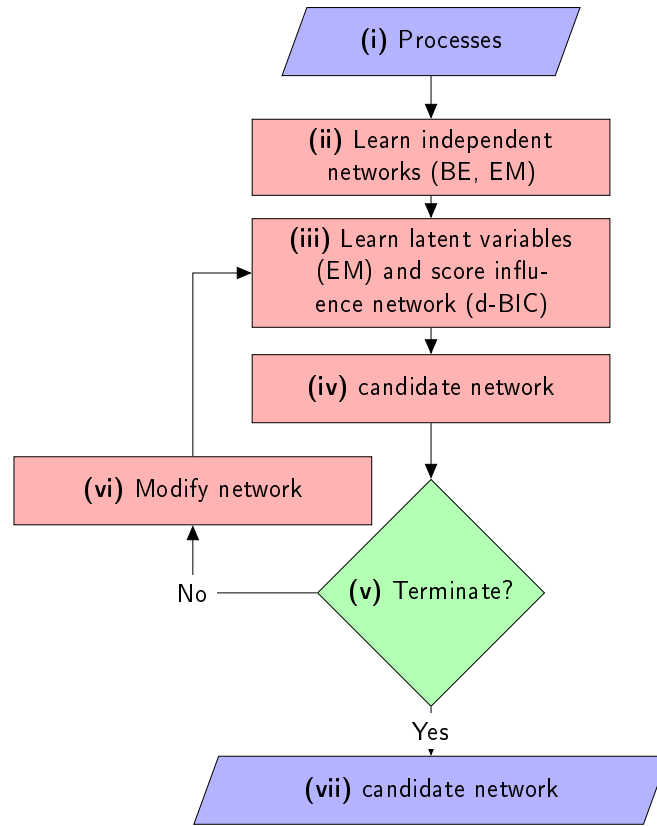 (i) Processes
(ii) Learn independent
networks (BE, EM)
(iii) Learn latent variables
(EM) and score influ-
ence network (d-BIC)
(iv) candidate network
(vi) Modify network
(v) Terminate?
No
Yes
(vii) candidate network